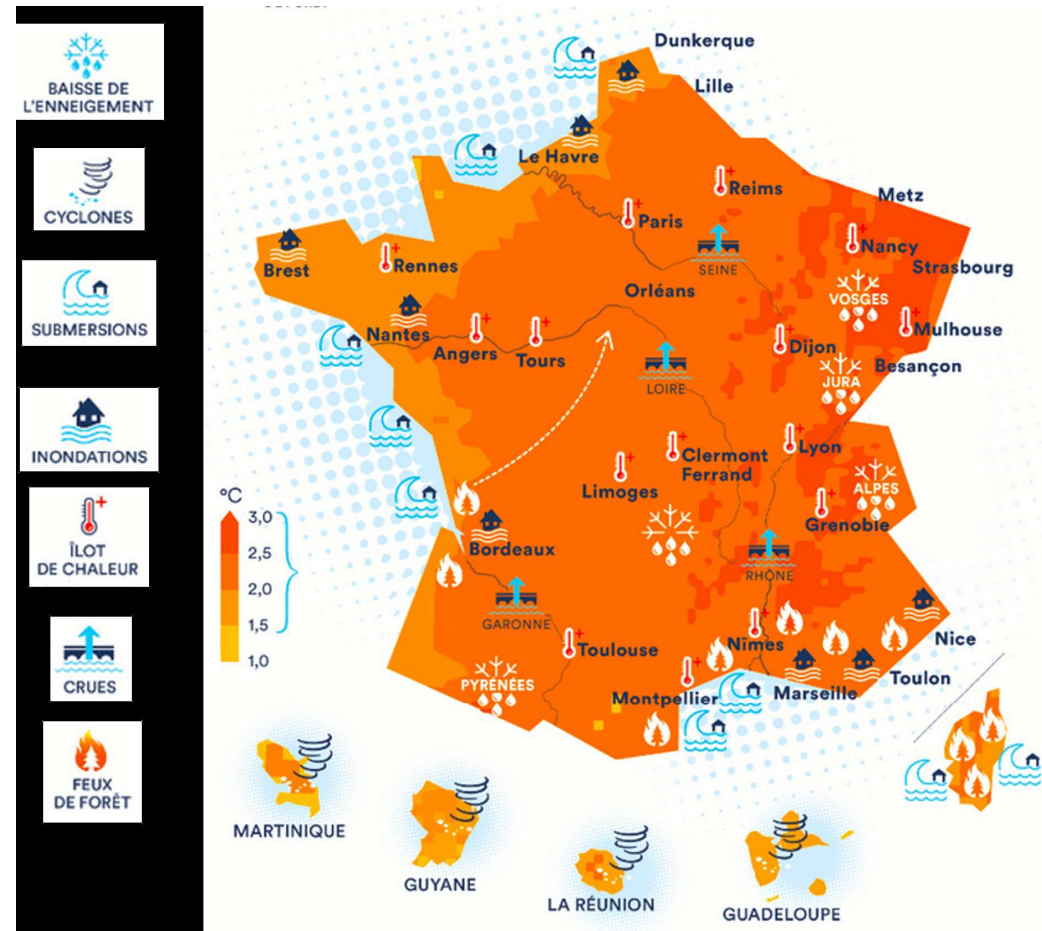 BAISSE DE
L'ENNEIGEMENT
CYCLONES
SUBMERSIONS
INONDATIONS
ÎLOT
DE CHALEUR
CRUES
FEUX
DE FORÊT
Dunkerque
Lille
Le Havre
Reims
Metz
Paris
Nancy
Brest
Rennes
SEINE
Strasbourg
Orléans
VOSGES
Nantes
Mulhouse
Angers
Tours
Dijon
Besançon
LOIRE
JURA
Lyon
Clermont
Ferrand
Limoges
ALPES
°C
3,0
2,5
2,0
1,5
1,0
Grenoble
Bordeaux
RHÔNE
GARONNE
Nîmes
Nice
Toulouse
Toulon
PYRÉNÉES
Montpellier
Marseille
MARTINIQUE
GUYANE
LA RÉUNION
GUADELOUPE